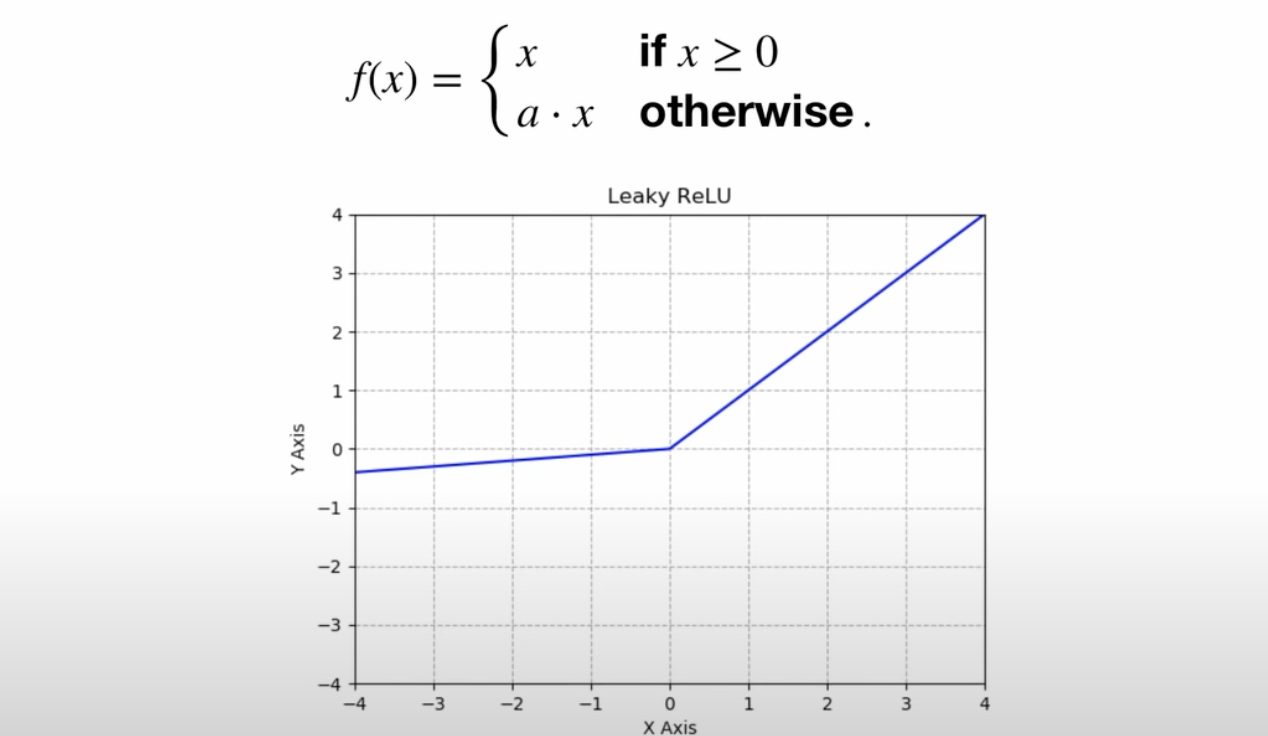 f(x) = { x if x ≥ 0
a · x otherwise .
Leaky ReLU
4
3
2
1
0
−1
−2
−3
−4
Y Axis
−4 −3 −2 −1 0 1 2 3 4
X Axis